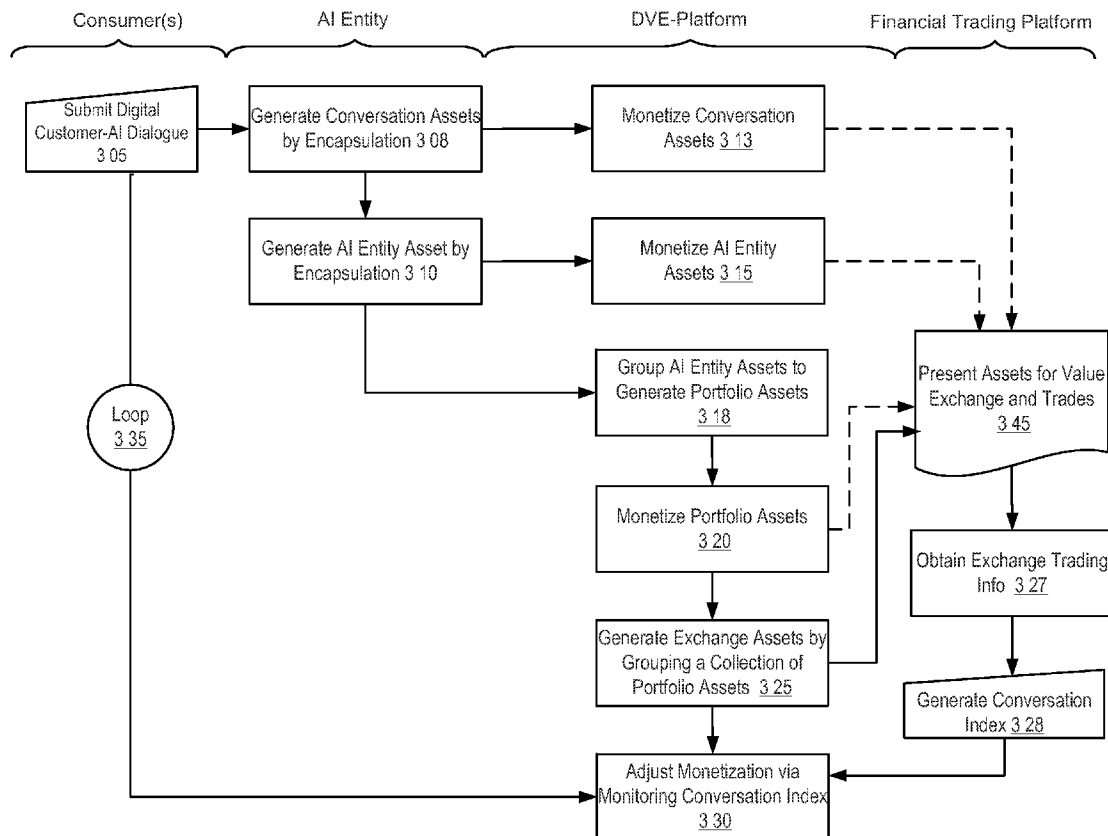 Consumer(s)
AI Entity
DVE-Platform
Financial Trading Platform
Submit Digital
Customer-AI Dialogue
3 05
Generate Conversation Assets
by Encapsulation 3 08
Monetize Conversation
Assets 3 13
Generate AI Entity Asset by
Encapsulation 3 10
Monetize AI Entity
Assets 3 15
Group AI Entity Assets to
Generate Portfolio Assets
3 18
Present Assets for Value
Exchange and Trades
3 45
Loop
3 35
Monetize Portfolio Assets
3 20
Obtain Exchange Trading
Info 3 27
Generate Exchange Assets by
Grouping a Collection of
Portfolio Assets 3 25
Generate Conversation
Index 3 28
Adjust Monetization via
Monitoring Conversation Index
3 30